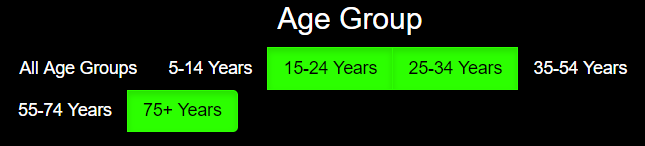 Age Group
All Age Groups 5-14 Years 15-24 Years 25-34 Years 35-54 Years
55-74 Years 75+ Years